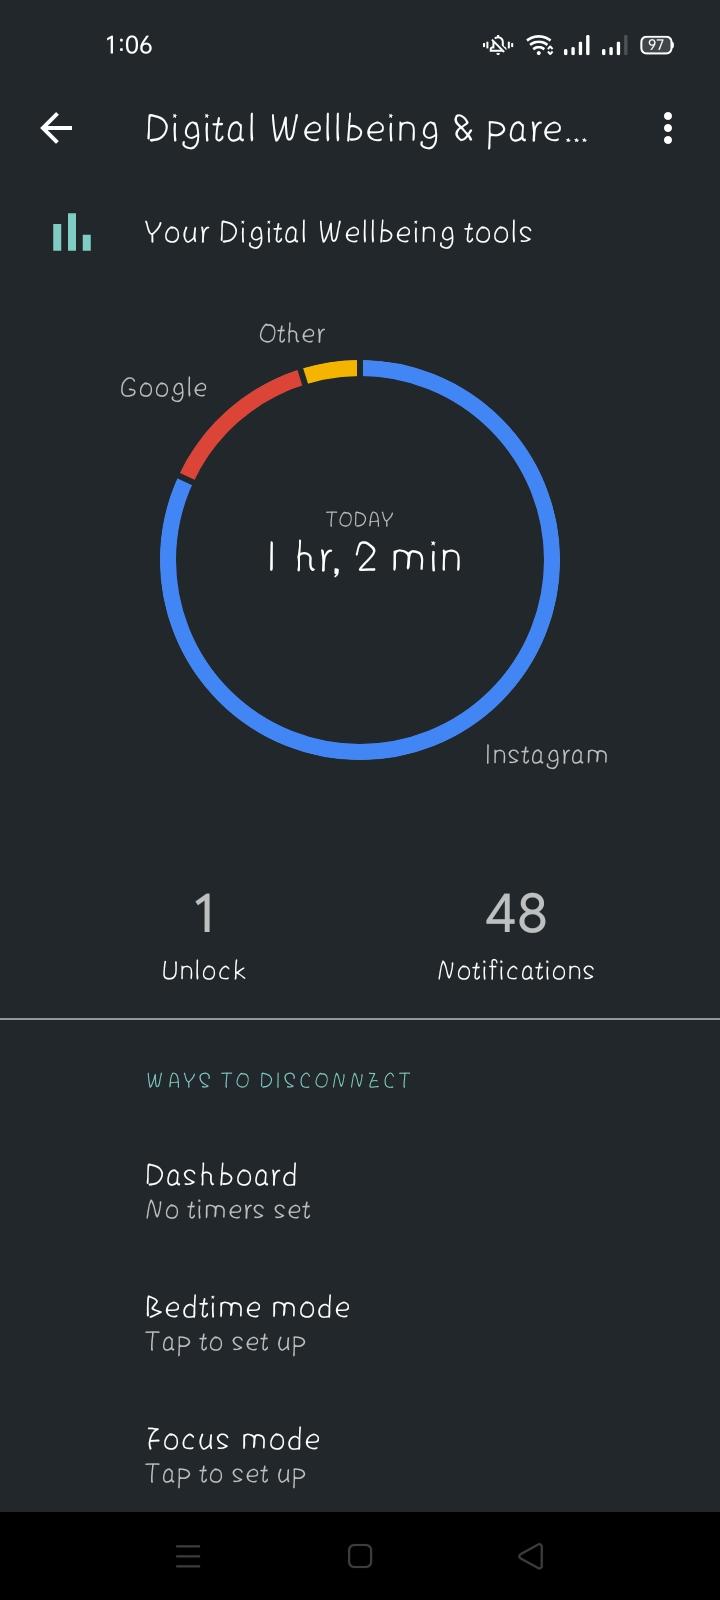 1:06
97
Digital Wellbeing & pare...
Your Digital Wellbeing tools
Other
Google
TODAY
1 hr, 2 min
Instagram
1
48
Unlock
Notifications
WAYS TO DISCONNECT
Dashboard
No timers set
Bedtime mode
Tap to set up
Focus mode
Tap to set up